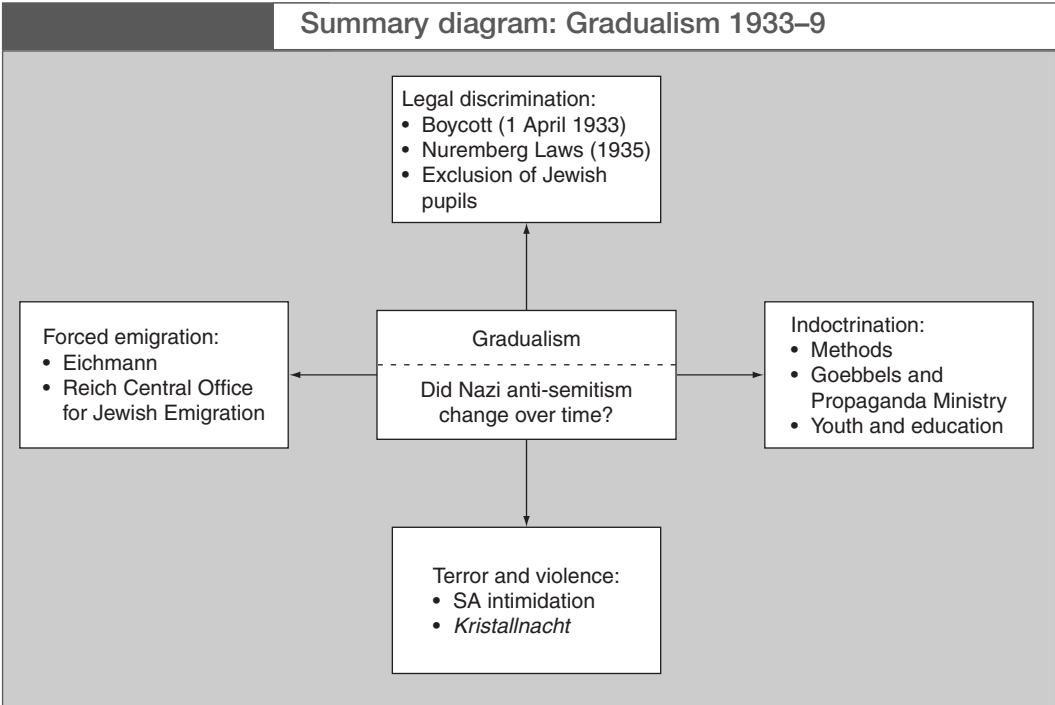 Summary diagram: Gradualism 1933–9
Legal discrimination:
• Boycott (1 April 1933)
• Nuremberg Laws (1935)
• Exclusion of Jewish
pupils
Forced emigration:
• Eichmann
• Reich Central Office
for Jewish Emigration
Gradualism
Did Nazi anti-semitism
change over time?
Indoctrination:
• Methods
• Goebbels and
Propaganda Ministry
• Youth and education
Terror and violence:
• SA intimidation
• Kristallnacht